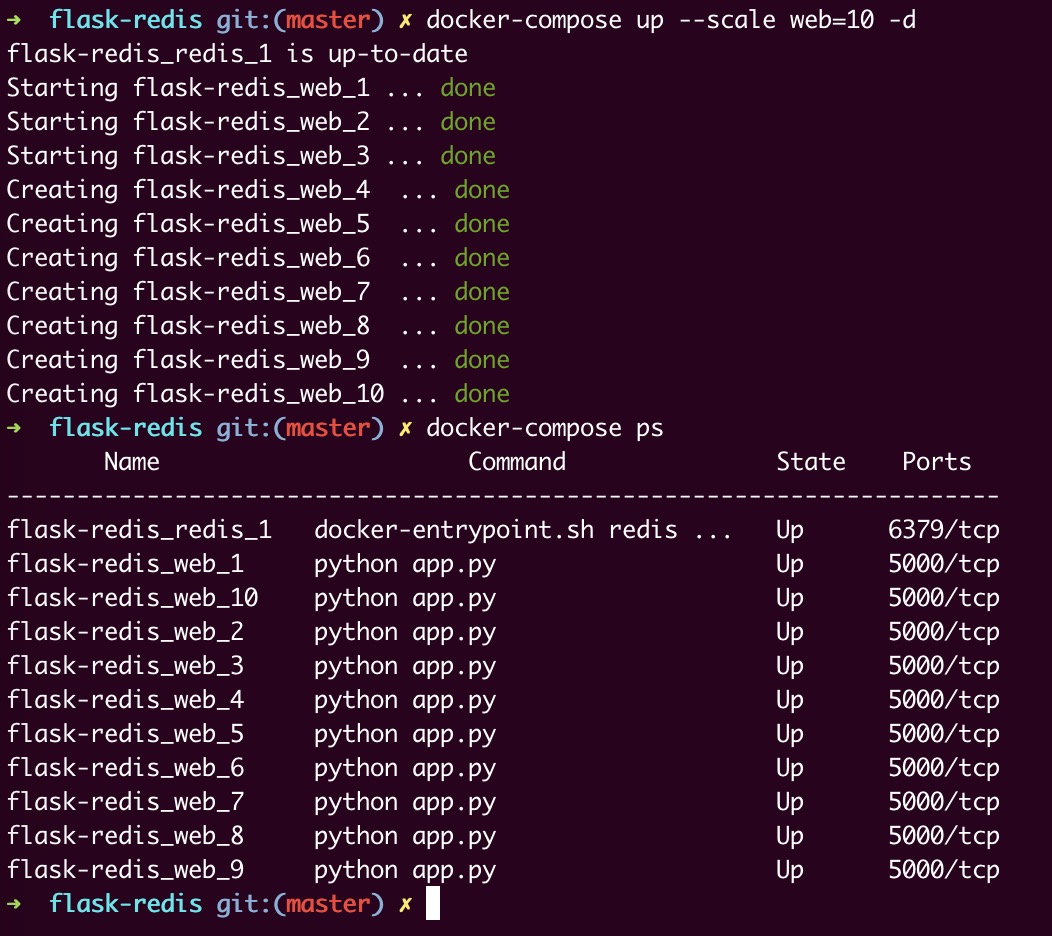 ➜  flask-redis git:(master) ✗ docker-compose up --scale web=10 -d
flask-redis_redis_1 is up-to-date
Starting flask-redis_web_1 ... done
Starting flask-redis_web_2 ... done
Starting flask-redis_web_3 ... done
Creating flask-redis_web_4  ... done
Creating flask-redis_web_5  ... done
Creating flask-redis_web_6  ... done
Creating flask-redis_web_7  ... done
Creating flask-redis_web_8  ... done
Creating flask-redis_web_9  ... done
Creating flask-redis_web_10 ... done
➜  flask-redis git:(master) ✗ docker-compose ps
       Name                      Command               State    Ports
-----------------------------------------------------------------------
flask-redis_redis_1   docker-entrypoint.sh redis ...   Up      6379/tcp
flask-redis_web_1     python app.py                    Up      5000/tcp
flask-redis_web_10    python app.py                    Up      5000/tcp
flask-redis_web_2     python app.py                    Up      5000/tcp
flask-redis_web_3     python app.py                    Up      5000/tcp
flask-redis_web_4     python app.py                    Up      5000/tcp
flask-redis_web_5     python app.py                    Up      5000/tcp
flask-redis_web_6     python app.py                    Up      5000/tcp
flask-redis_web_7     python app.py                    Up      5000/tcp
flask-redis_web_8     python app.py                    Up      5000/tcp
flask-redis_web_9     python app.py                    Up      5000/tcp
➜  flask-redis git:(master) ✗